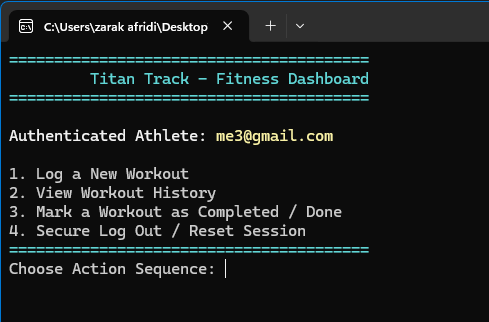 C:\Users\zarak afridi\Desktop
========================================
Titan Track - Fitness Dashboard
========================================
Authenticated Athlete: me3@gmail.com
1. Log a New Workout
2. View Workout History
3. Mark a Workout as Completed / Done
4. Secure Log Out / Reset Session
========================================
Choose Action Sequence: